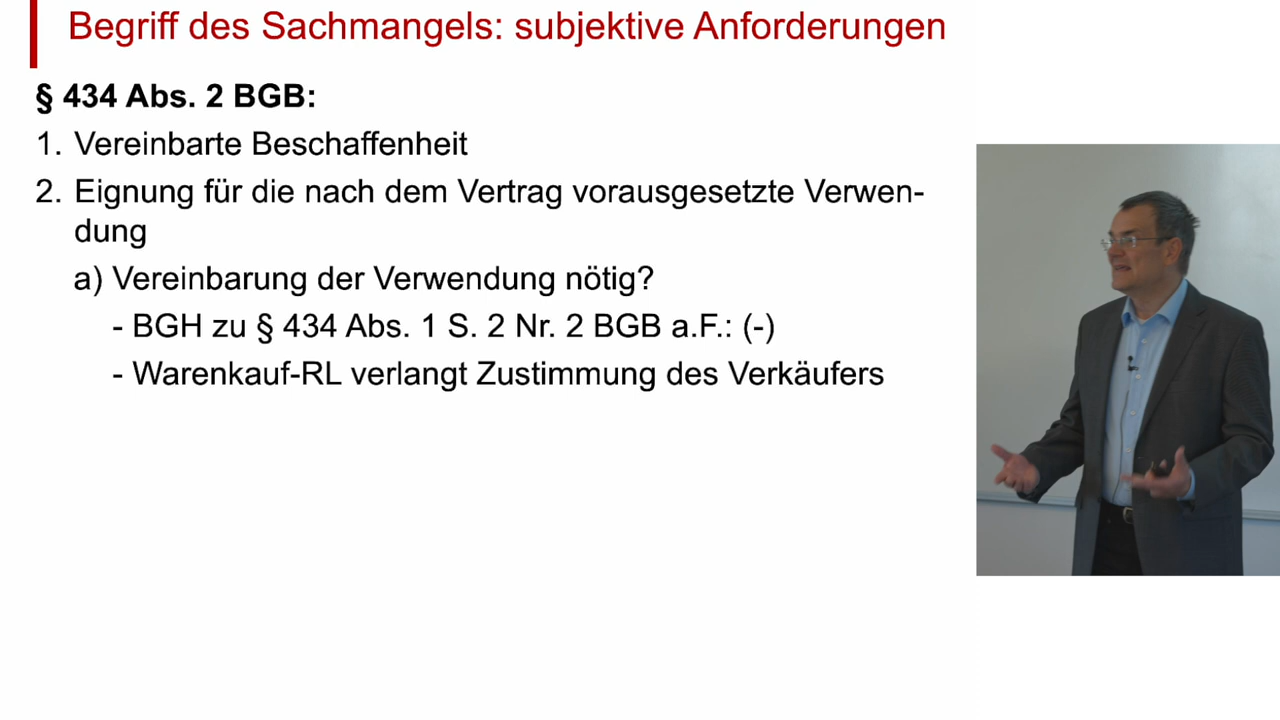 Begriff des Sachmangels: subjektive Anforderungen
§ 434 Abs. 2 BGB:
1. Vereinbarte Beschaffenheit
2. Eignung für die nach dem Vertrag vorausgesetzte Verwen-
dung
a) Vereinbarung der Verwendung nötig?
- BGH zu § 434 Abs. 1 S. 2 Nr. 2 BGB a.F.: (-)
- Warenkauf-RL verlangt Zustimmung des Verkäufers